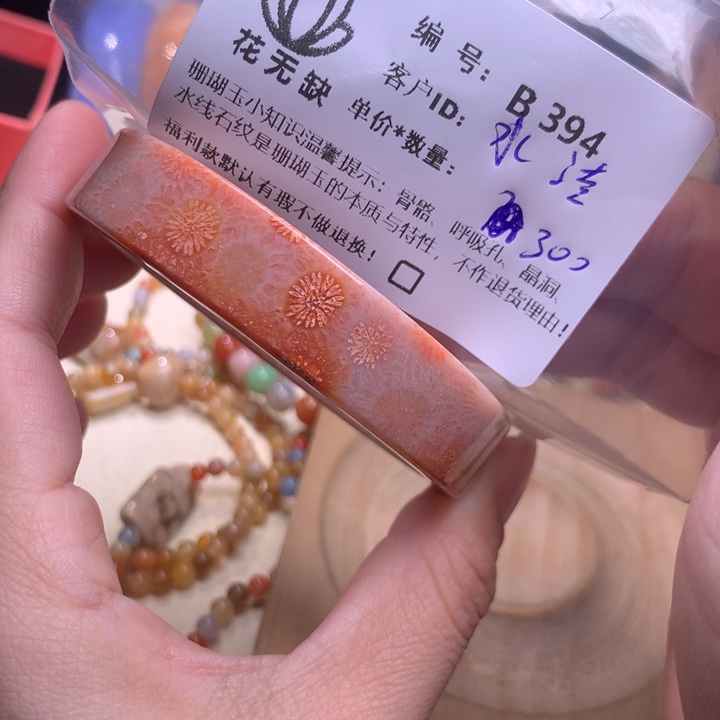 花无缺
编号: B 394
客户ID: 水清
单价*数量: 300
珊瑚玉小知识温馨提示: 骨骼、呼吸孔、晶洞、
水线石纹是珊瑚玉的本质与特性, 不作退货理由!
福利款默认有瑕不做退换! □